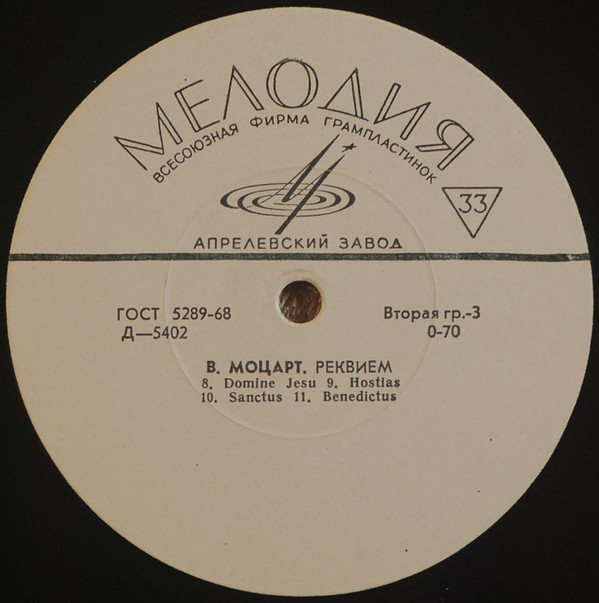 МЕЛОДИЯ
ВСЕСОЮЗНАЯ ФИРМА ГРАМПЛАСТИНОК
33
АПРЕЛЕВСКИЙ ЗАВОД
ГОСТ 5289-68
Д—5402
Вторая гр.-3
0-70
В. МОЦАРТ. РЕКВИЕМ
8. Domine Jesu 9. Hostias
10. Sanctus 11. Benedictus